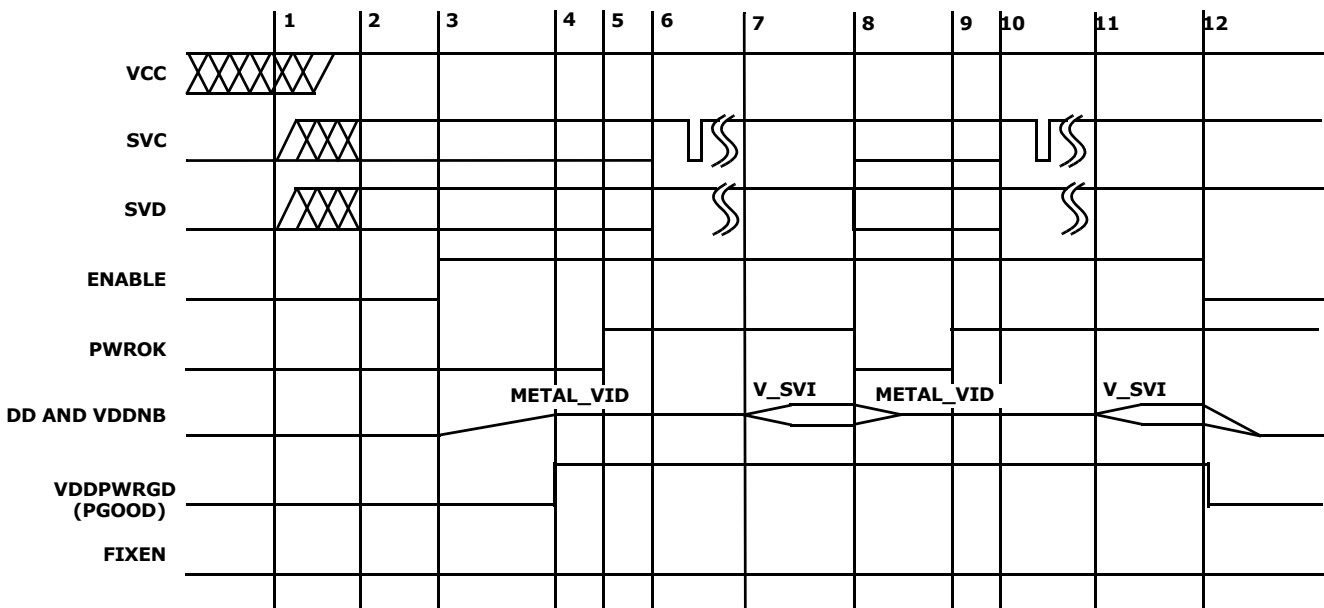 1 2 3 4 5 6 7 8 9 10 11 12
VCC
SVC
SVD
ENABLE
PWROK
METAL_VID V_SVI METAL_VID V_SVI
DD AND VDDNB
VDDPWRGD
(PGOOD)
FIXEN